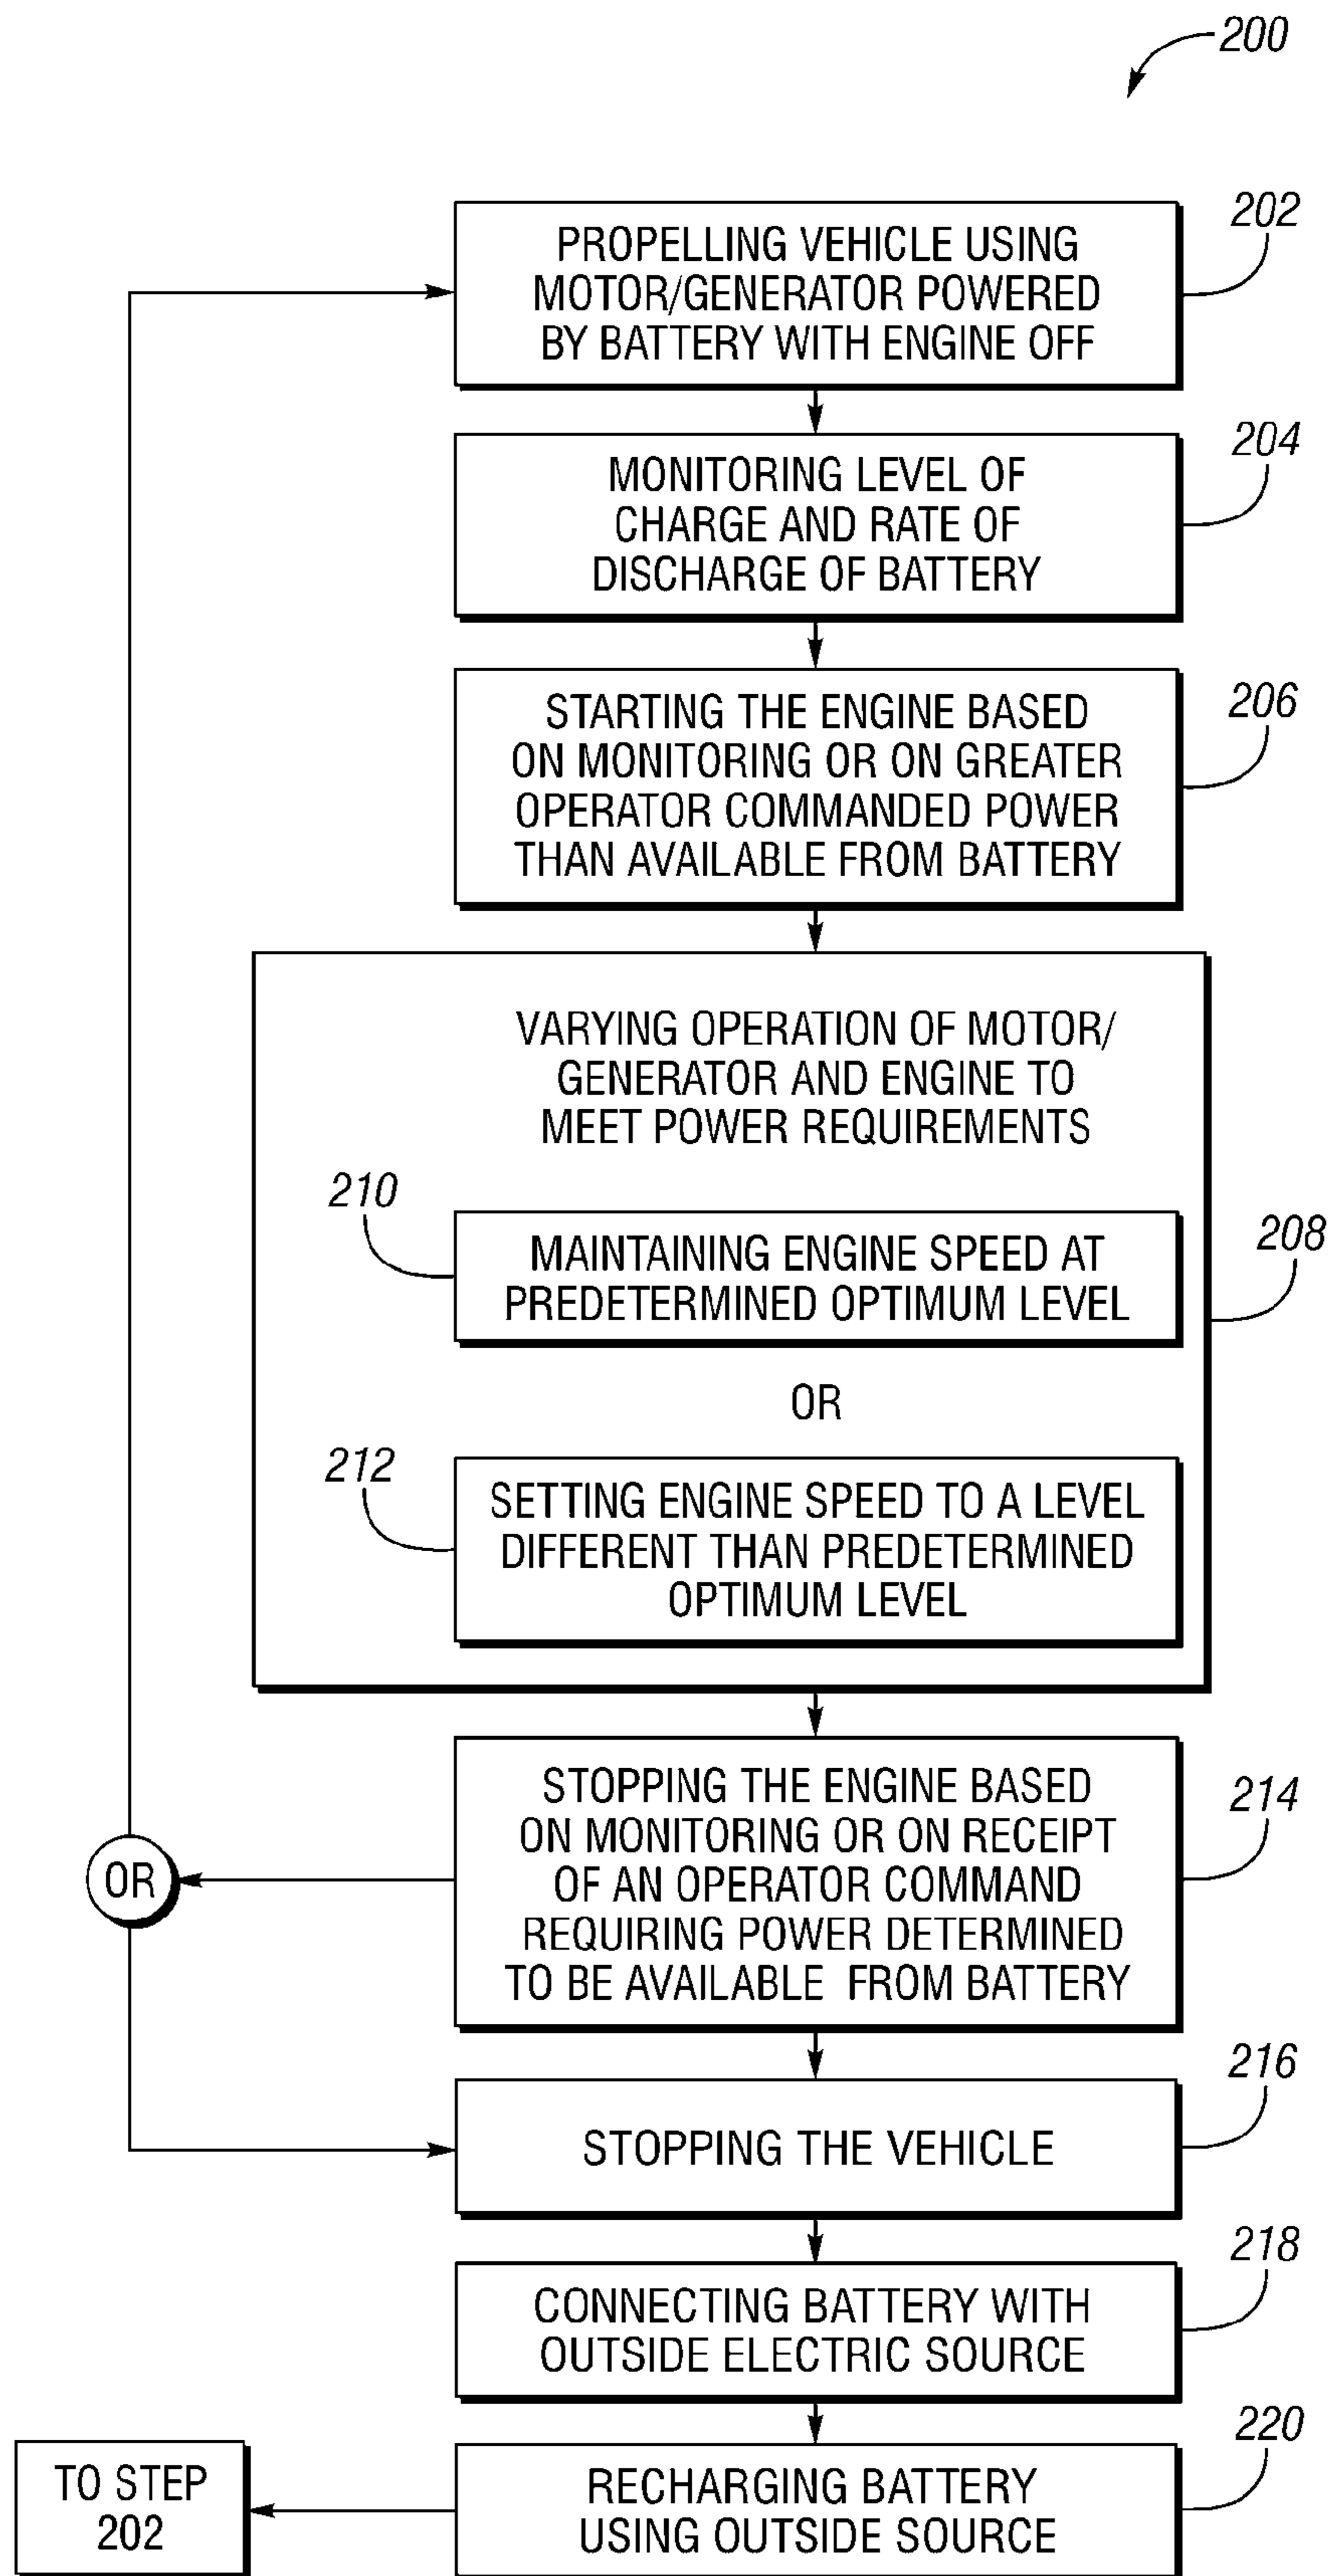 200
202
PROPELLING VEHICLE USING
MOTOR/GENERATOR POWERED
BY BATTERY WITH ENGINE OFF
204
MONITORING LEVEL OF
CHARGE AND RATE OF
DISCHARGE OF BATTERY
206
STARTING THE ENGINE BASED
ON MONITORING OR ON GREATER
OPERATOR COMMANDED POWER
THAN AVAILABLE FROM BATTERY
VARYING OPERATION OF MOTOR/
GENERATOR AND ENGINE TO
MEET POWER REQUIREMENTS
210
208
MAINTAINING ENGINE SPEED AT
PREDETERMINED OPTIMUM LEVEL
OR
212
SETTING ENGINE SPEED TO A LEVEL
DIFFERENT THAN PREDETERMINED
OPTIMUM LEVEL
214
STOPPING THE ENGINE BASED
ON MONITORING OR ON RECEIPT
OF AN OPERATOR COMMAND
REQUIRING POWER DETERMINED
TO BE AVAILABLE FROM BATTERY
OR
216
STOPPING THE VEHICLE
218
CONNECTING BATTERY WITH
OUTSIDE ELECTRIC SOURCE
220
RECHARGING BATTERY
USING OUTSIDE SOURCE
TO STEP
202